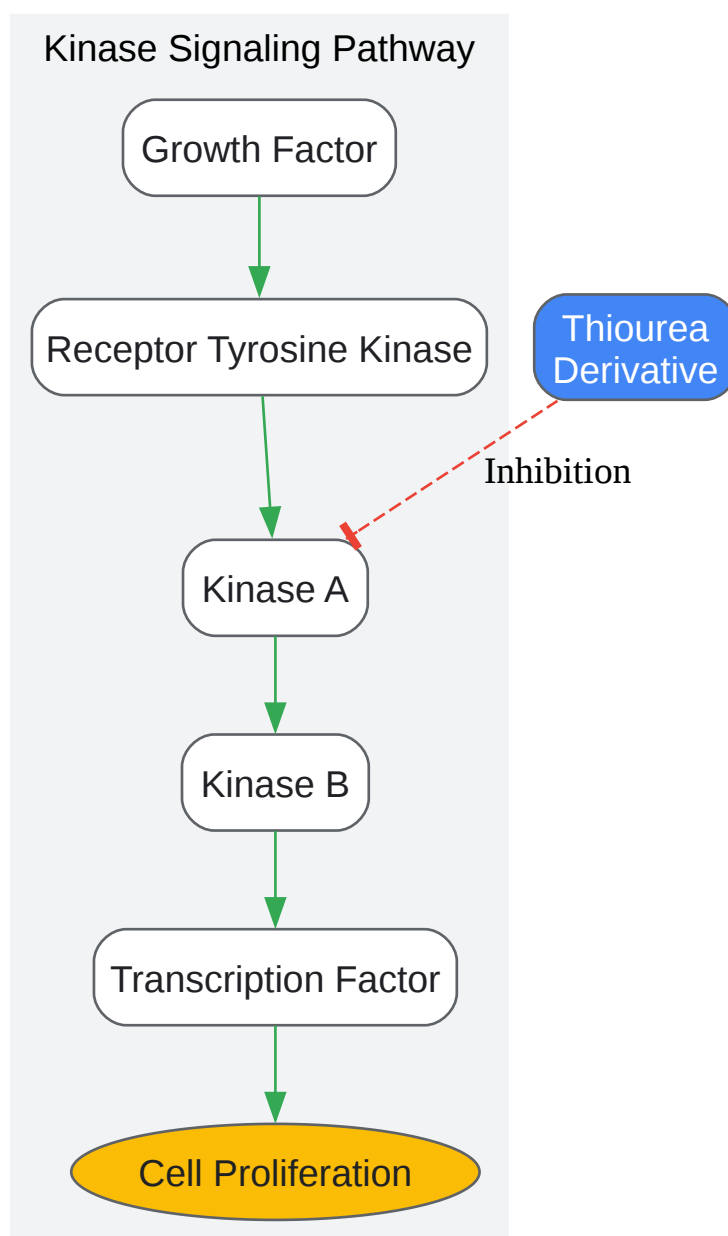 Kinase Signaling Pathway
Growth Factor
Receptor Tyrosine Kinase
Thiourea
Derivative
Inhibition
Kinase A
Kinase B
Transcription Factor
Cell Proliferation